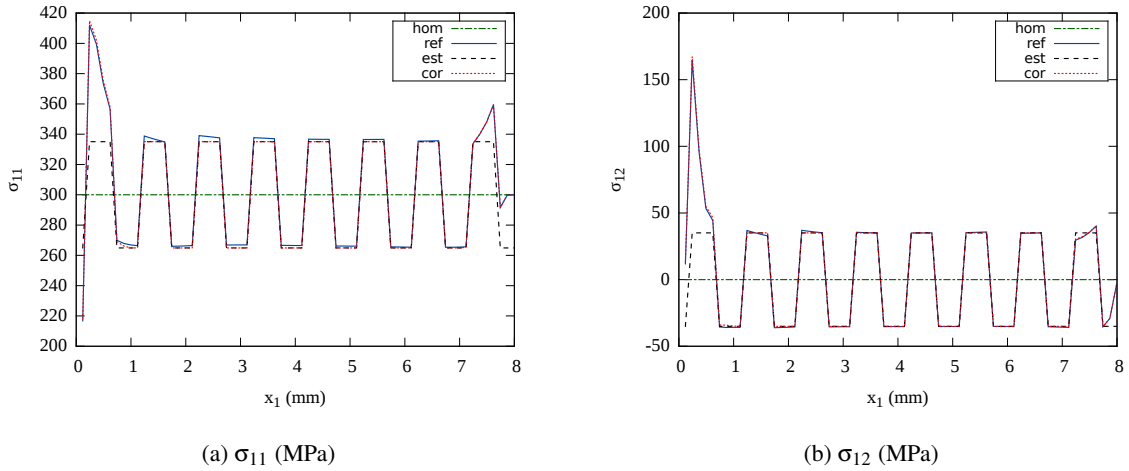 420
400
380
360
340
320
300
280
260
240
220
200
0 1 2 3 4 5 6 7 8
σ11
x1 (mm)
hom
ref
est
cor
(a) σ11 (MPa)
200
150
100
50
0
-50
0 1 2 3 4 5 6 7 8
σ12
x1 (mm)
hom
ref
est
cor
(b) σ12 (MPa)